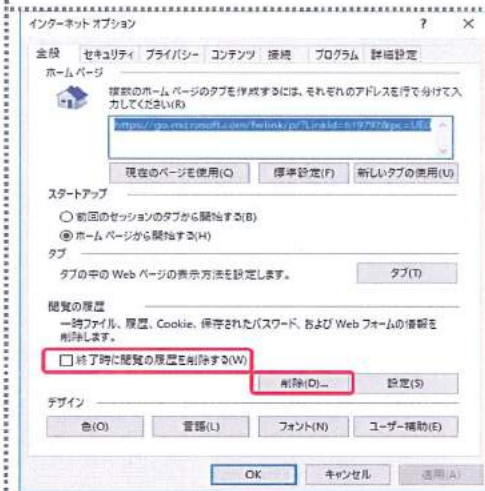 インターネット オプション ? ×
全般 セキュリティ プライバシー コンテンツ 接続 プログラム 詳細設定
ホーム ページ
複数のホーム ページのタブを作成するには、それぞれのアドレスを行で分けて入
力してください(R)
現在のページを使用(C) 標準設定(F) 新しいタブの使用(U)
スタートアップ
前回のセッションのタブから開始する(B)
ホーム ページから開始する(H)
タブ
タブの中の Web ページの表示方法を設定します。 タブ(T)
閲覧の履歴
一時ファイル、履歴、Cookie、保存されたパスワード、および Web フォームの情報を
削除します。
終了時に閲覧の履歴を削除する(W)
削除(D)... 設定(S)
デザイン
色(O) 言語(L) フォント(N) ユーザー補助(E)
OK キャンセル 適用(A)